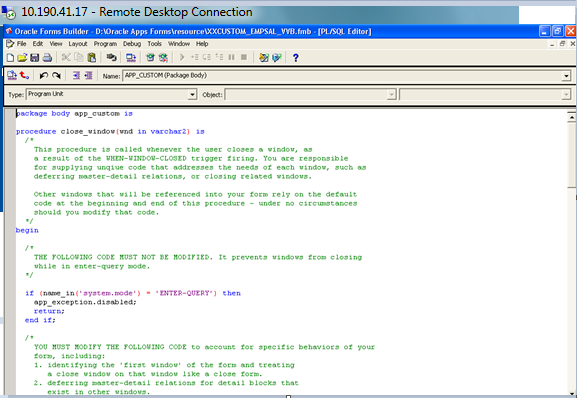 10.190.41.17 - Remote Desktop Connection
Oracle Forms Builder - D:\Oracle Apps Forms\resource\XXCUSTOM_EMPSAL_VYB.fmb - [PL/SQL Editor]
File Edit View Layout Program Debug Tools Window Help
Name: APP_CUSTOM (Package Body)
Type: Program Unit Object:
package body app_custom is
procedure close_window(wnd in varchar2) is
/*
This procedure is called whenever the user closes a window, as
a result of the WHEN-WINDOW-CLOSED trigger firing. You are responsible
for supplying unqiue code that addresses the needs of each window, such as
deferring master-detail relations, or closing related windows.
Other windows that will be referenced into your form rely on the default
code at the beginning and end of this procedure - under no circumstances
should you modify that code.
*/
begin
/*
THE FOLLOWING CODE MUST NOT BE MODIFIED. It prevents windows from closing
while in enter-query mode.
*/
if (name_in('system.mode') = 'ENTER-QUERY') then
app_exception.disabled;
return;
end if;
/*
YOU MUST MODIFY THE FOLLOWING CODE to account for specific behaviors of your
form, including:
1. identifying the 'first window' of the form and treating
a close window on that window like a close form.
2. deferring master-detail relations for detail blocks that
exist in other windows.